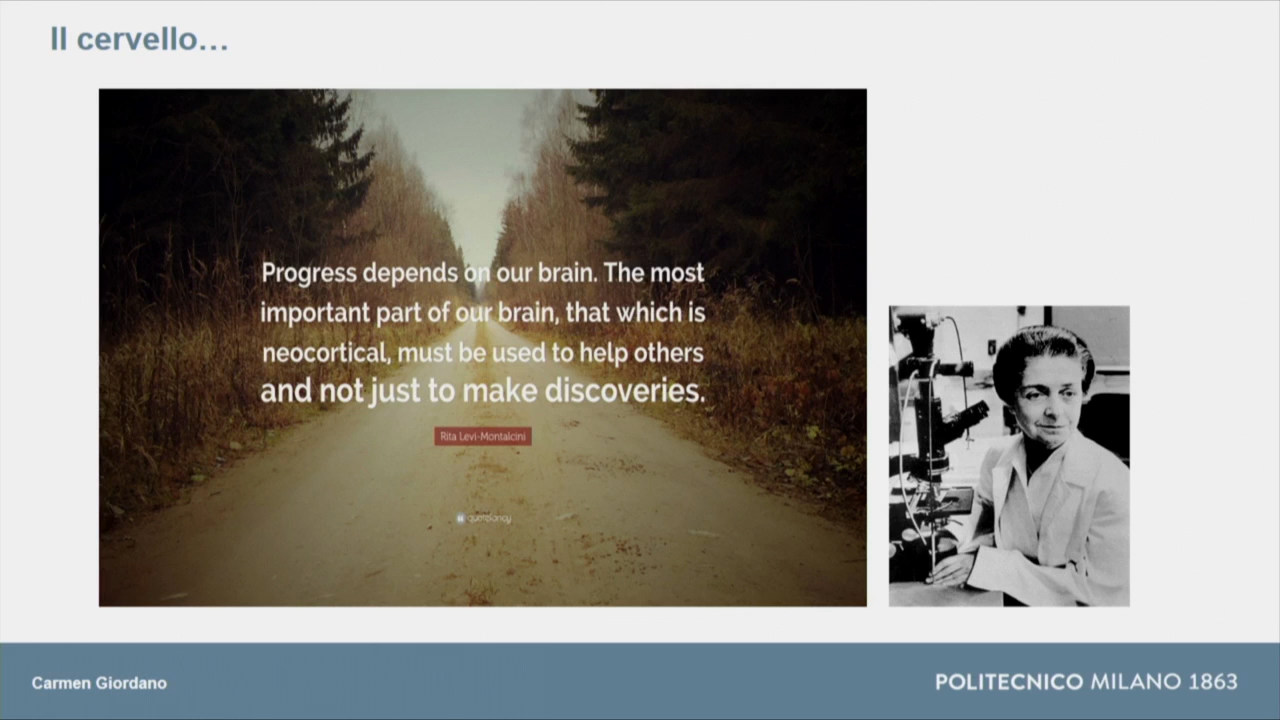 Il cervello...
Progress depends on our brain. The most
important part of our brain, that which is
neocortical, must be used to help others
and not just to make discoveries.
Rita Levi-Montalcini
quotefancy
Carmen Giordano
POLITECNICO MILANO 1863